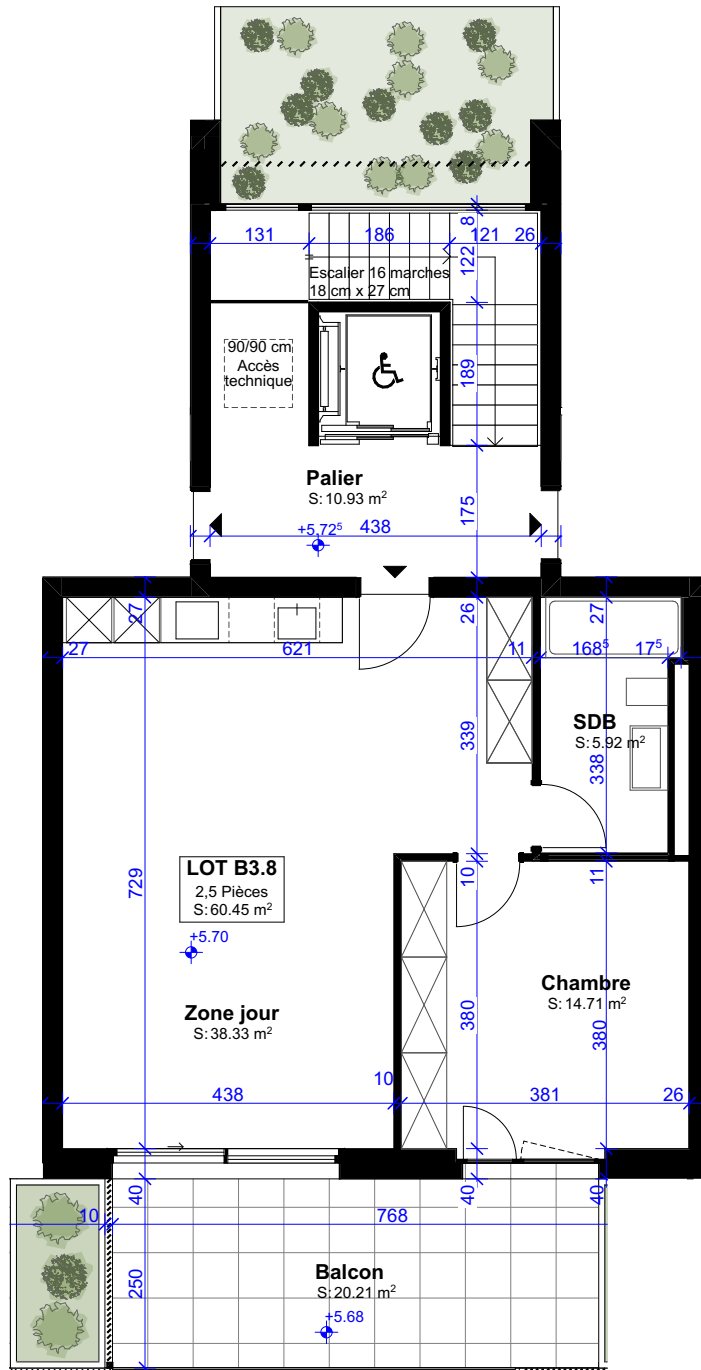 8
131 186 121 26
122
Escalier 16 marches
18 cm x 27 cm
90/90 cm
Accès
technique
189
Palier
S: 10.93 m²
175
+5.72⁵ 438
27 26 27
27 621 11 168⁵ 17⁵
SDB
S: 5.92 m²
339 338
LOT B3.8
2,5 Pièces
S: 60.45 m²
729
10 11
+5.70
Chambre
S: 14.71 m²
Zone jour
S: 38.33 m²
380 380
438 10 381 26
40 40 40
10 768
Balcon
S: 20.21 m²
250
+5.68